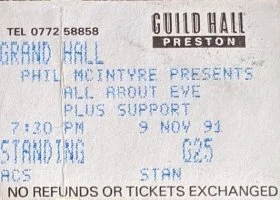 TEL 0772 58858
GUILD HALL
PRESTON
GRAND HALL
PHIL MCINTYRE PRESENTS
ALL ABOUT EVE
PLUS SUPPORT
7:30 PM 9 NOV 91
STANDING G25
ACS STAN
NO REFUNDS OR TICKETS EXCHANGED